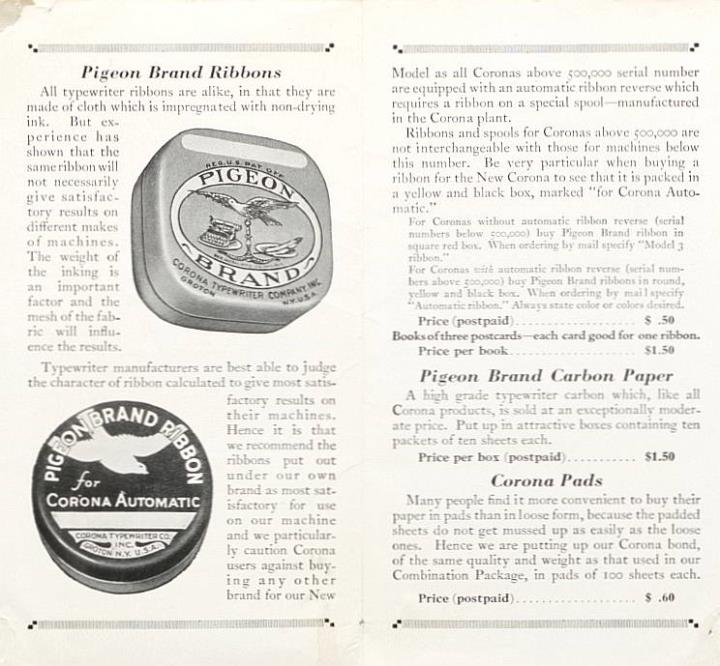 Pigeon Brand Ribbons
All typewriter ribbons are alike, in that they are
made of cloth which is impregnated with non-drying
ink. But ex-
perience has
shown that the
same ribbon will
not necessarily
give satisfac-
tory results on
different makes
of machines.
The weight of
the inking is
an important
factor and the
mesh of the fab-
ric will influ-
ence the results.
REG. U.S. PAT. OFF.
PIGEON
BRAND
CORONA TYPEWRITER COMPANY, INC.
GROTON N.Y. U.S.A.
Typewriter manufacturers are best able to judge
the character of ribbon calculated to give most satis-
factory results on
their machines.
Hence it is that
we recommend the
ribbons put out
under our own
brand as most sat-
isfactory for use
on our machine
and we particular-
ly caution Corona
users against buy-
ing any other
brand for our New
PIGEON BRAND RIBBON
for
CORONA AUTOMATIC
CORONA TYPEWRITER CO.
INC.
GROTON N.Y. U.S.A.
Model as all Coronas above 500,000 serial number
are equipped with an automatic ribbon reverse which
requires a ribbon on a special spool—manufactured
in the Corona plant.
Ribbons and spools for Coronas above 500,000 are
not interchangeable with those for machines below
this number. Be very particular when buying a
ribbon for the New Corona to see that it is packed in
a yellow and black box, marked "for Corona Auto-
matic."
For Coronas without automatic ribbon reverse (serial
numbers below 500,000) buy Pigeon Brand ribbon in
square red box. When ordering by mail specify "Model 3
ribbon."
For Coronas with automatic ribbon reverse (serial num-
bers above 500,000) buy Pigeon Brand ribbons in round,
yellow and black box. When ordering by mail specify
"Automatic ribbon." Always state color or colors desired.
Price (postpaid)................... $ .50
Books of three postcards—each card good for one ribbon.
Price per book.................... $1.50
Pigeon Brand Carbon Paper
A high grade typewriter carbon which, like all
Corona products, is sold at an exceptionally moder-
ate price. Put up in attractive boxes containing ten
packets of ten sheets each.
Price per box (postpaid)........... $1.50
Corona Pads
Many people find it more convenient to buy their
paper in pads than in loose form, because the padded
sheets do not get mussed up as easily as the loose
ones. Hence we are putting up our Corona bond,
of the same quality and weight as that used in our
Combination Package, in pads of 100 sheets each.
Price (postpaid)................... $ .60